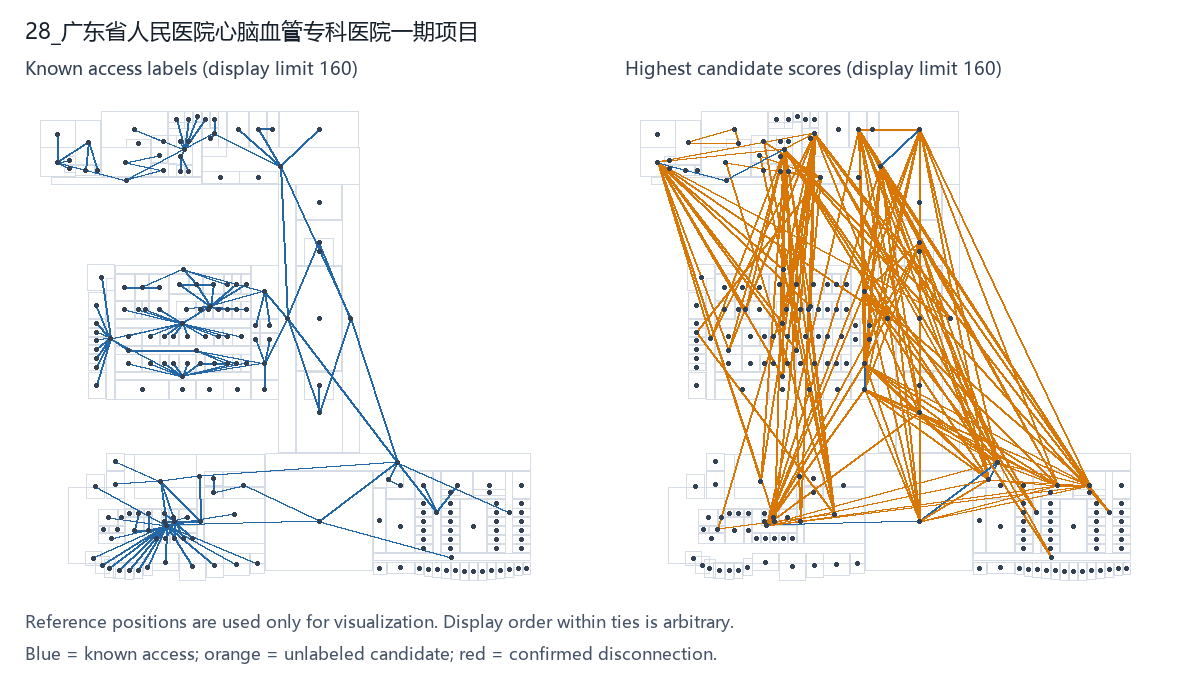 28_广东省人民医院心脑血管专科医院一期项目
Known access labels (display limit 160)
Highest candidate scores (display limit 160)
Reference positions are used only for visualization. Display order within ties is arbitrary.
Blue = known access; orange = unlabeled candidate; red = confirmed disconnection.